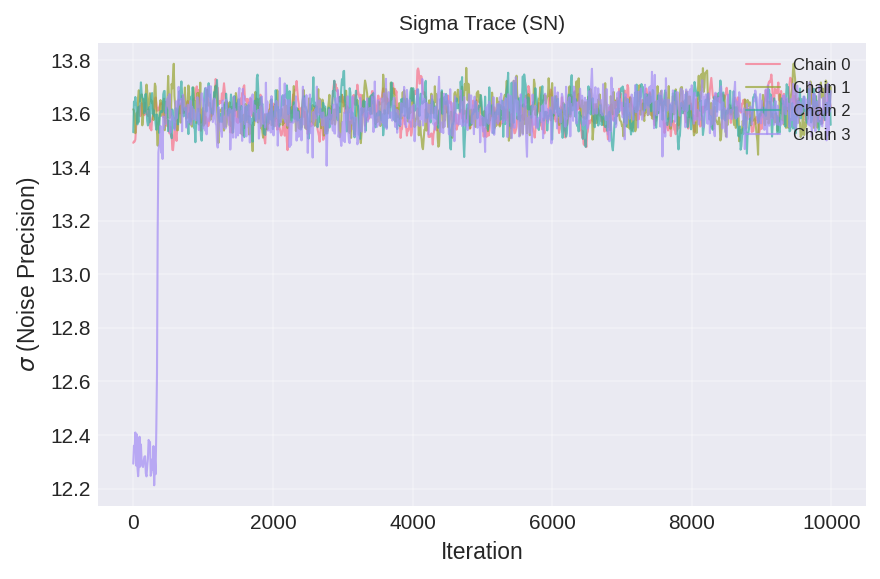 Sigma Trace (SN)
13.8
13.6
13.4
13.2
13.0
12.8
12.6
12.4
12.2
σ (Noise Precision)
Chain 0
Chain 1
Chain 2
Chain 3
0 2000 4000 6000 8000 10000
Iteration